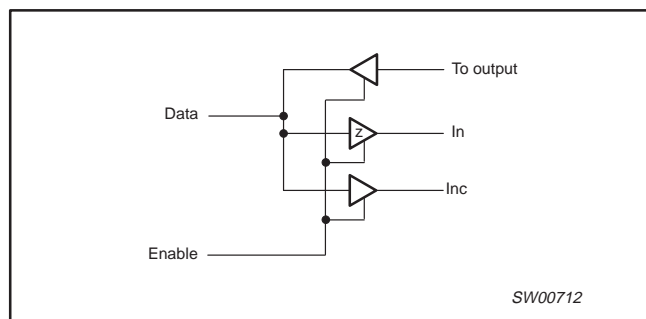 To output
Data
z
In
Inc
Enable
SW00712